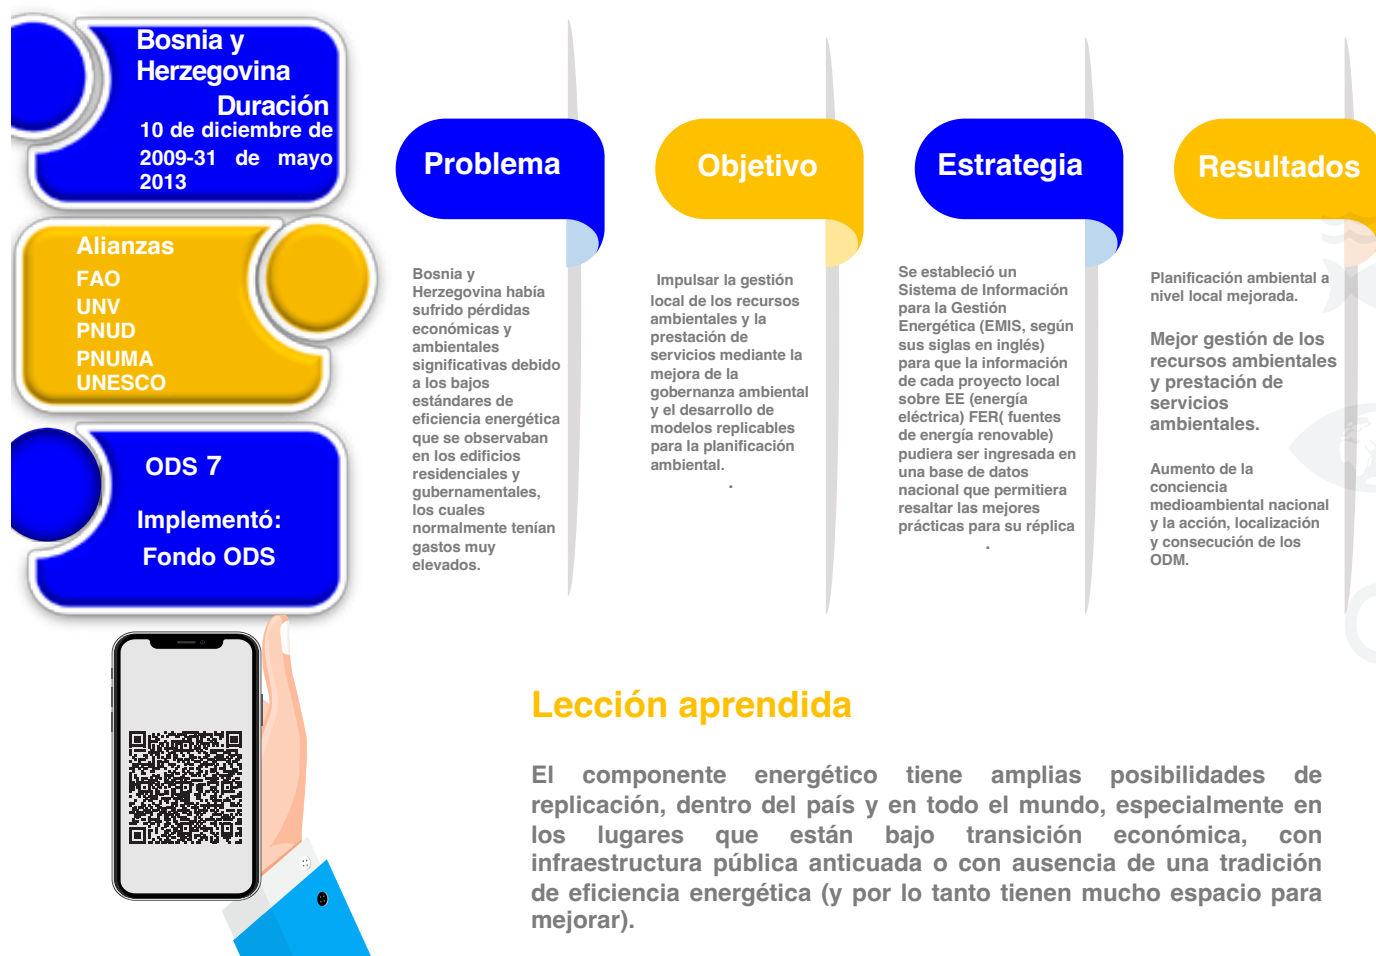 Bosnia y
Herzegovina
Duración
10 de diciembre de
2009-31 de mayo
2013
Alianzas
FAO
UNV
PNUD
PNUMA
UNESCO
ODS 7
Implementó:
Fondo ODS
Problema
Bosnia y
Herzegovina había
sufrido pérdidas
económicas y
ambientales
significativas debido
a los bajos
estándares de
eficiencia energética
que se observaban
en los edificios
residenciales y
gubernamentales,
los cuales
normalmente tenían
gastos muy
elevados.
Objetivo
Impulsar la gestión
local de los recursos
ambientales y la
prestación de
servicios mediante la
mejora de la
gobernanza ambiental
y el desarrollo de
modelos replicables
para la planificación
ambiental.
.
Estrategia
Se estableció un
Sistema de Información
para la Gestión
Energética (EMIS, según
sus siglas en inglés)
para que la información
de cada proyecto local
sobre EE (energía
eléctrica) FER( fuentes
de energía renovable)
pudiera ser ingresada en
una base de datos
nacional que permitiera
resaltar las mejores
prácticas para su réplica
.
Resultados
Planificación ambiental a
nivel local mejorada.
Mejor gestión de los
recursos ambientales
y prestación de
servicios
ambientales.
Aumento de la
conciencia
medioambiental nacional
y la acción, localización
y consecución de los
ODM.
Lección aprendida
El componente energético tiene amplias posibilidades de
replicación, dentro del país y en todo el mundo, especialmente en
los lugares que están bajo transición económica, con
infraestructura pública anticuada o con ausencia de una tradición
de eficiencia energética (y por lo tanto tienen mucho espacio para
mejorar).